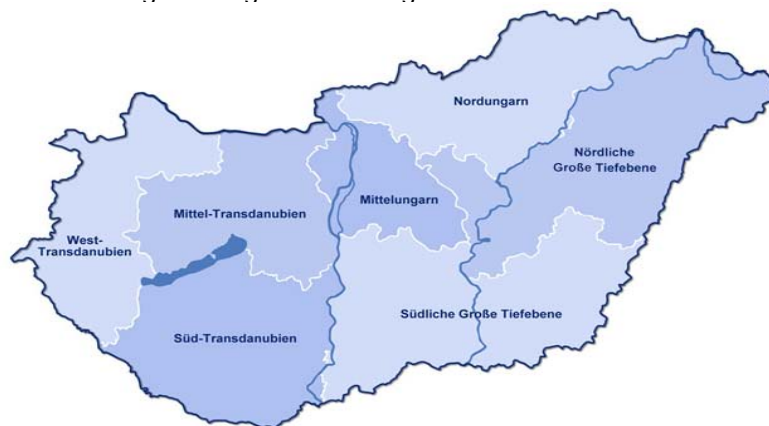 Nordungarn
Nördliche
Große Tiefebene
Mittelungarn
Mittel-Transdanubien
West-
Transdanubien
Südliche Große Tiefebene
Süd-Transdanubien